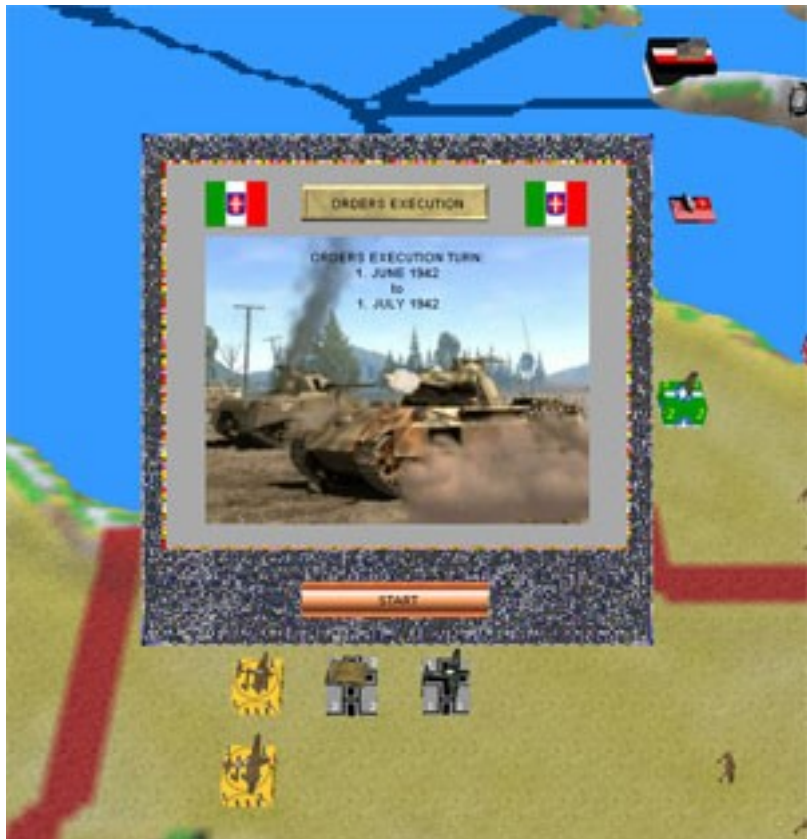 ORDERS EXECUTION
ORDERS EXECUTION TURN:
1. JUNE 1942
to
1. JULY 1942
START